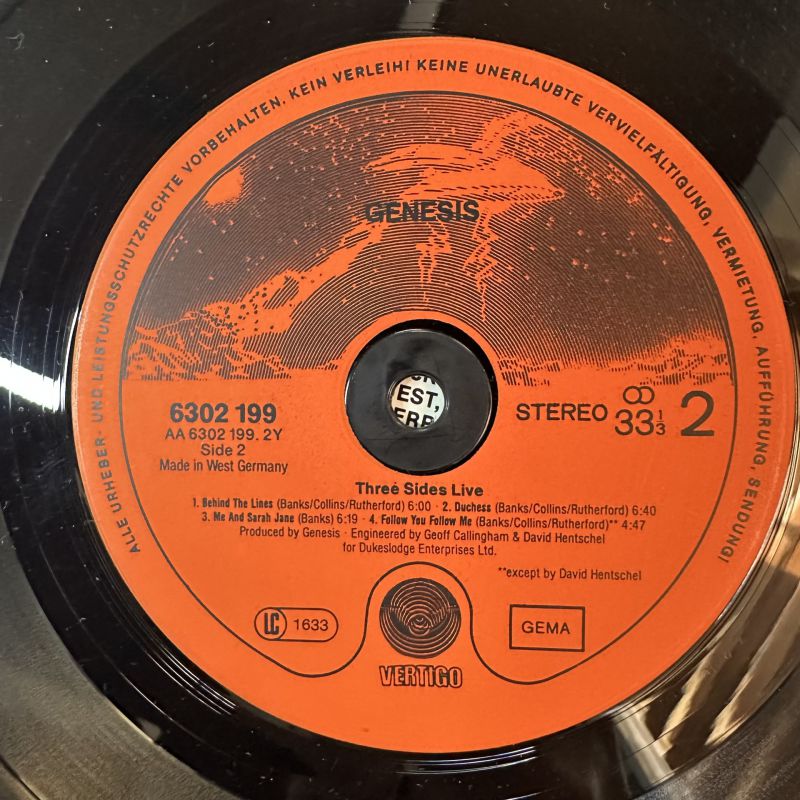 ALLE URHEBER- UND LEISTUNGSSCHUTZRECHTE VORBEHALTEN. KEIN VERLEIH! KEINE UNERLAUBTE VERVIELFÄLTIGUNG, VERMIETUNG, AUFFÜHRUNG, SENDUNG!
GENESIS
6302 199
AA 6302 199. 2Y
Side 2
Made in West Germany
EST,
STEREO 33 1/3 2
Three Sides Live
1. Behind The Lines (Banks/Collins/Rutherford) 6:00 · 2. Duchess (Banks/Collins/Rutherford) 6:40
3. Me And Sarah Jane (Banks) 6:19 · 4. Follow You Follow Me (Banks/Collins/Rutherford)** 4:47
Produced by Genesis · Engineered by Geoff Callingham & David Hentschel
for Dukeslodge Enterprises Ltd.
**except by David Hentschel
LC 1633
GEMA
VERTIGO